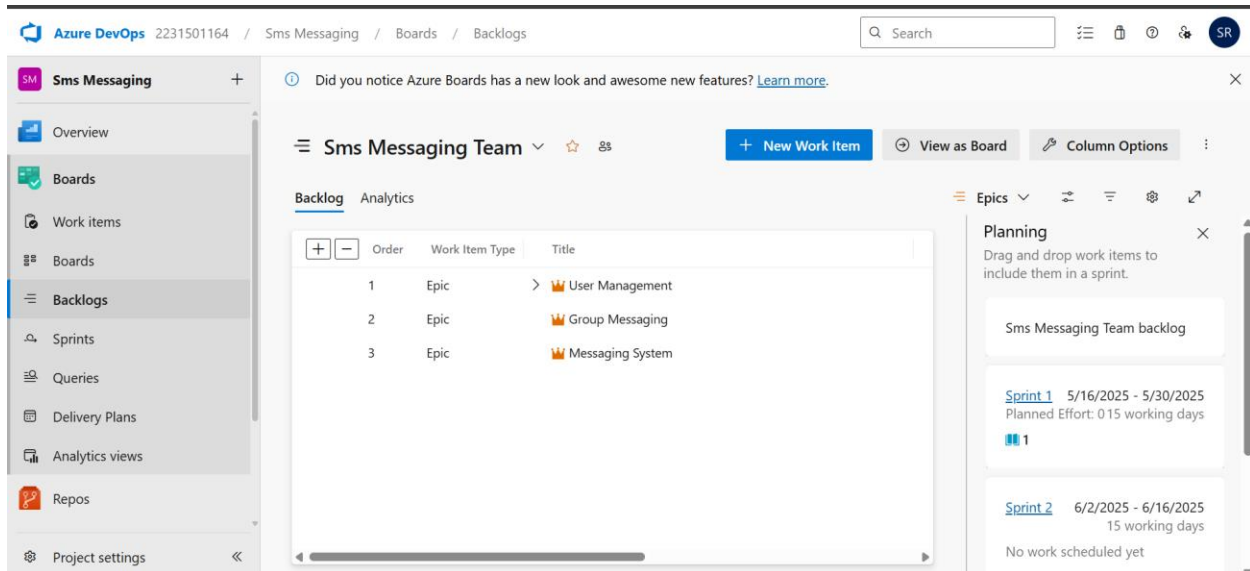 Azure DevOps 2231501164 / Sms Messaging / Boards / Backlogs Search SR
SM Sms Messaging +
Did you notice Azure Boards has a new look and awesome new features? Learn more.
Overview
Boards
Work items
Boards
Backlogs
Sprints
Queries
Delivery Plans
Analytics views
Repos
Project settings
Sms Messaging Team
+ New Work Item View as Board Column Options
Backlog Analytics Epics
Order Work Item Type Title
1 Epic User Management
2 Epic Group Messaging
3 Epic Messaging System
Planning
Drag and drop work items to
include them in a sprint.
Sms Messaging Team backlog
Sprint 1 5/16/2025 - 5/30/2025
Planned Effort: 0 15 working days
1
Sprint 2 6/2/2025 - 6/16/2025
15 working days
No work scheduled yet